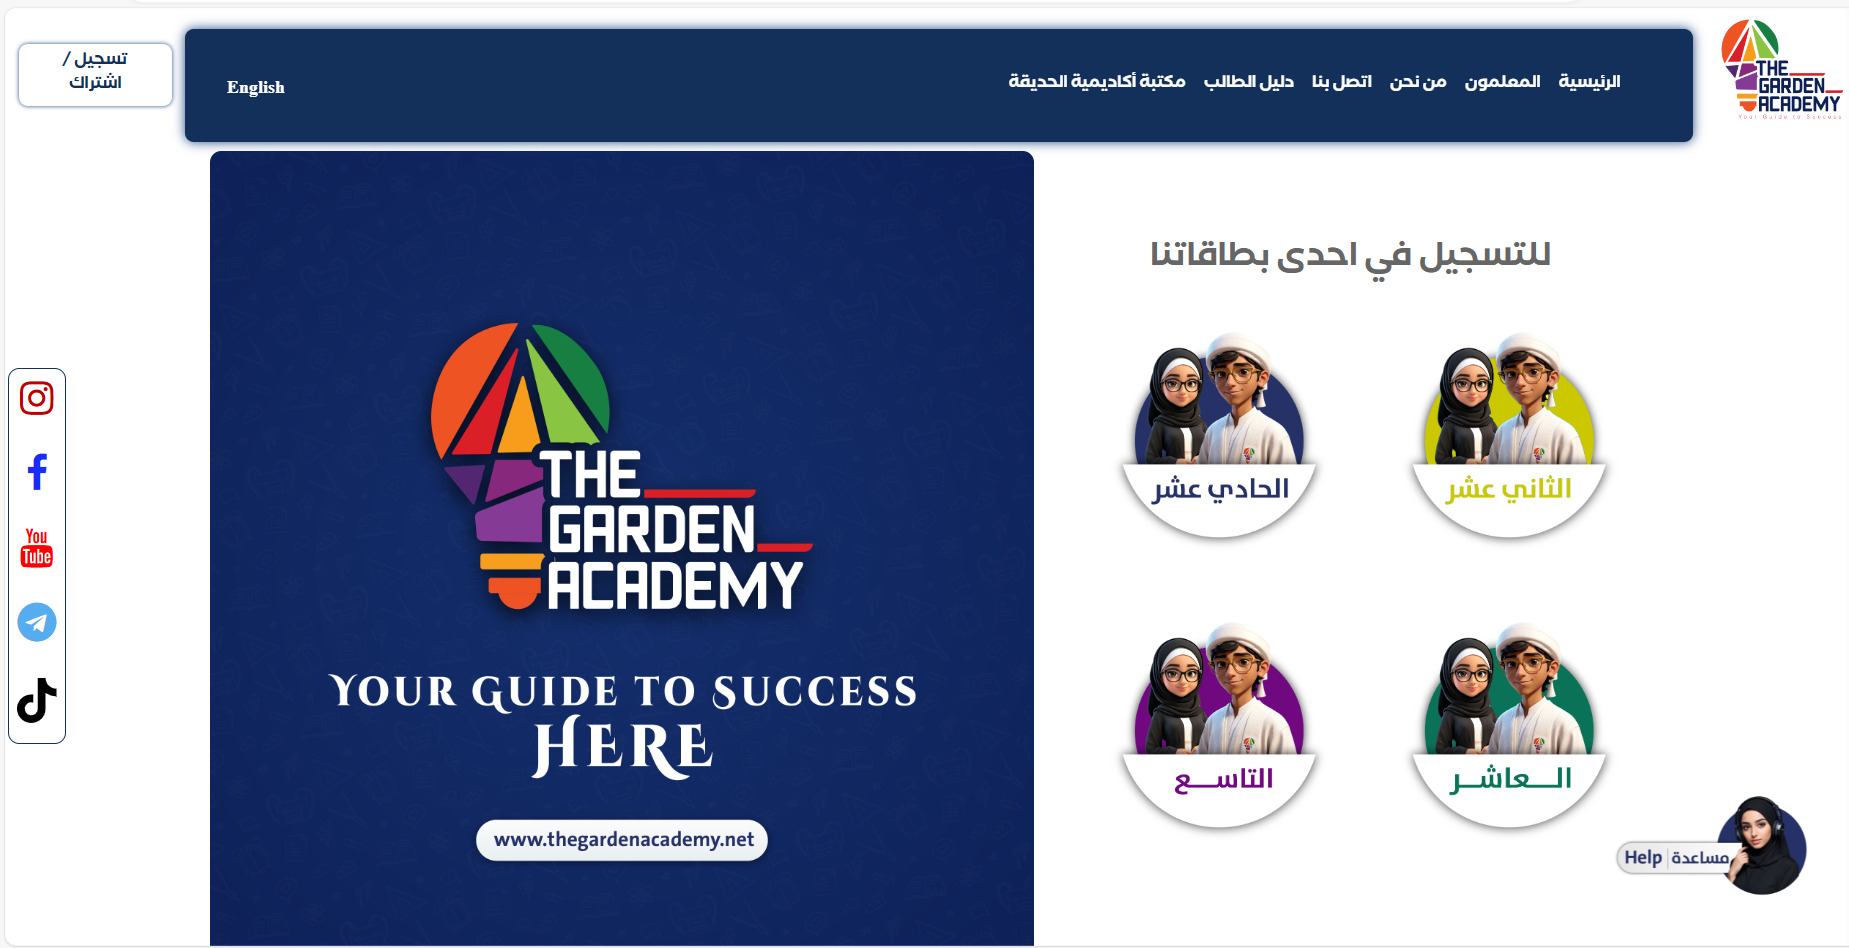 تسجيل /
اشتراك
الرئيسية
المعلمون
من نحن
اتصل بنا
دليل الطالب
مكتبة أكاديمية الحديقة
English
THE
GARDEN
ACADEMY
Your Guide to Success
للتسجيل في احدى بطاقاتنا
الثاني عشر
الحادي عشر
العاشر
التاسع
THE
GARDEN
ACADEMY
YOUR GUIDE TO SUCCESS
HERE
www.thegardenacademy.net
You
Tube
مساعدة | Help